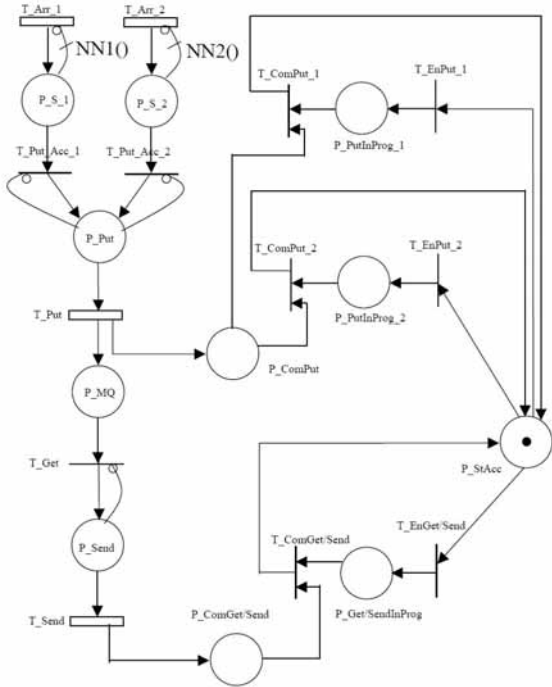 T_Arr_1
T_Arr_2
NN1()
NN2()
P_S_1
P_S_2
T_ComPut_1
T_EnPut_1
P_PutInProg_1
T_Put_Acc_1
T_Put_Acc_2
P_Put
T_ComPut_2
T_EnPut_2
P_PutInProg_2
T_Put
P_ComPut
P_MQ
T_Get
P_StAcc
P_Send
T_ComGet/Send
T_EnGet/Send
T_Send
P_ComGet/Send
P_Get/SendInProg